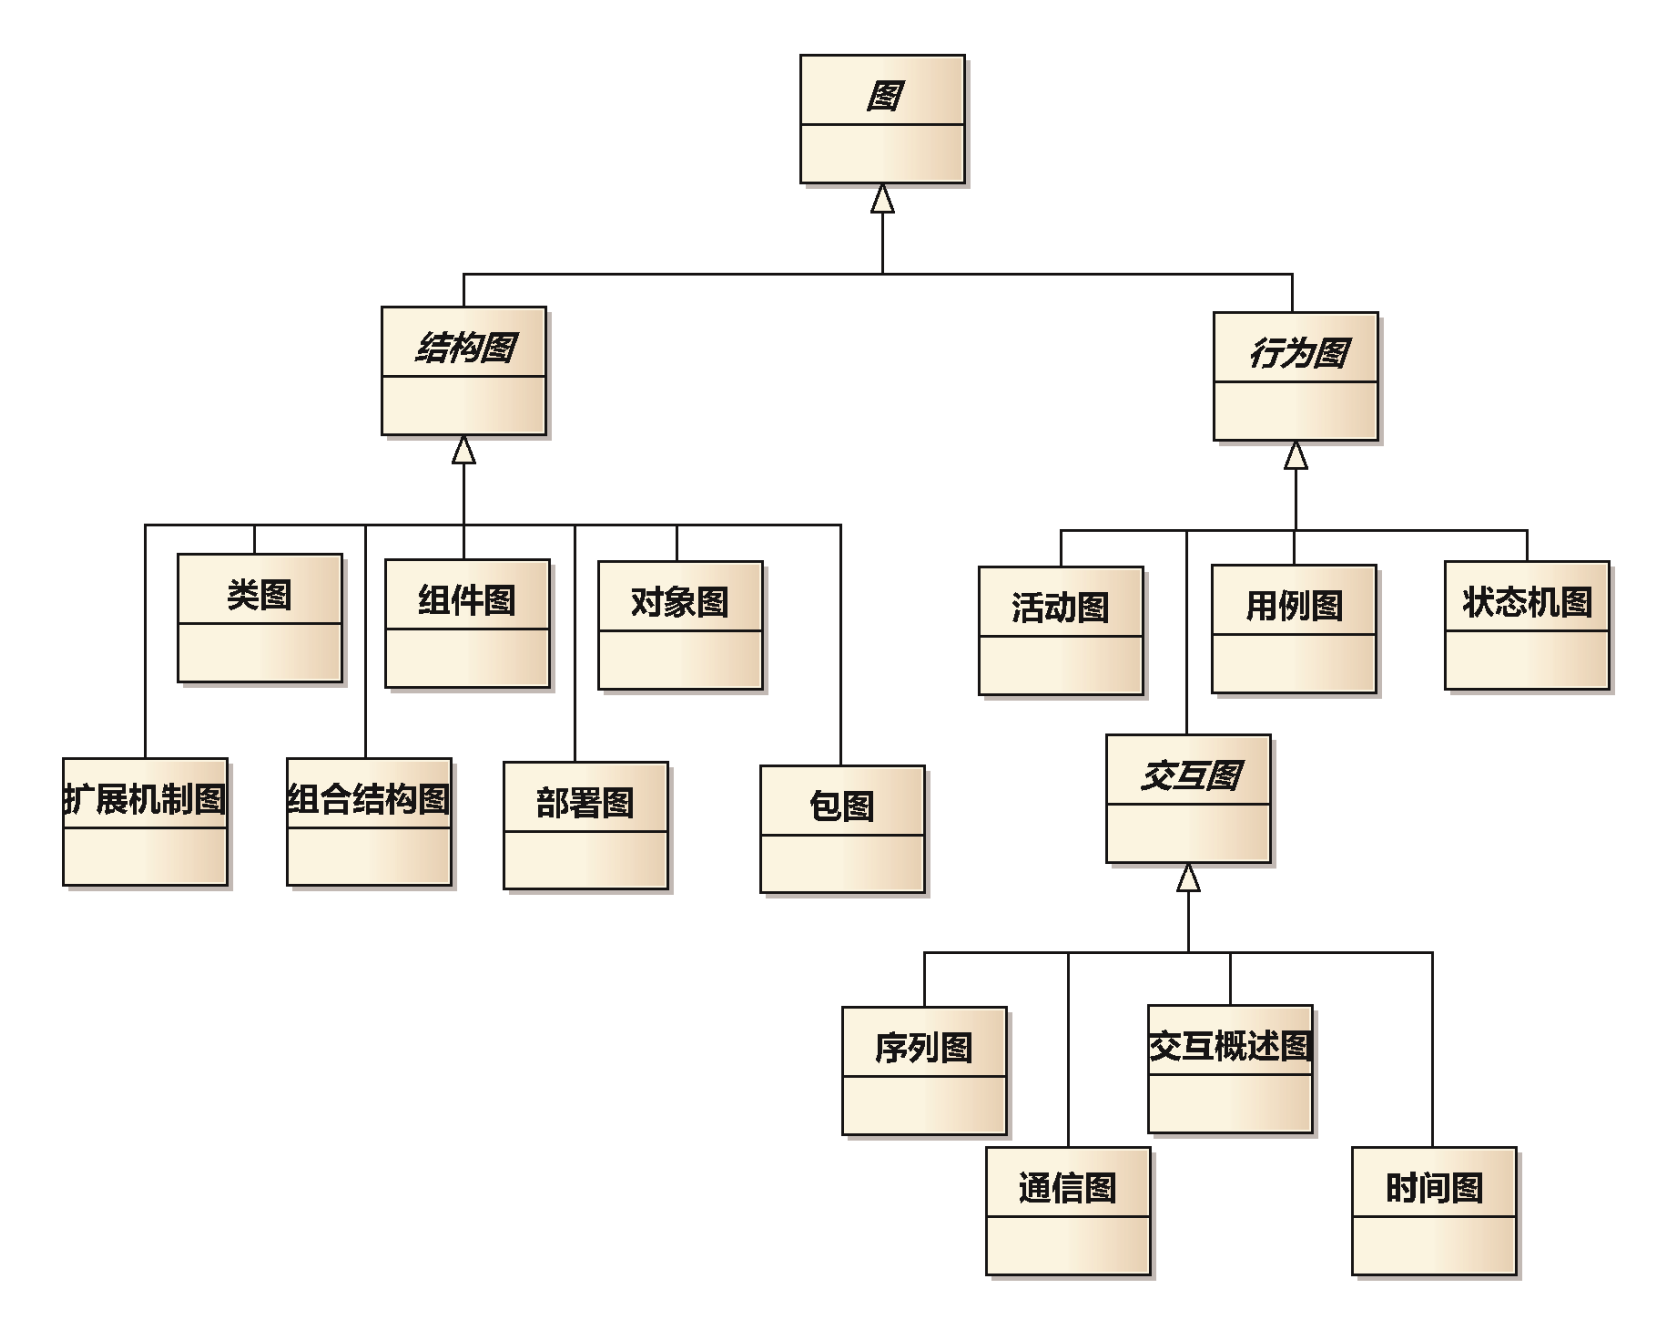 图
结构图
行为图
类图
组件图
对象图
活动图
用例图
状态机图
扩展机制图
组合结构图
部署图
包图
交互图
序列图
交互概述图
通信图
时间图